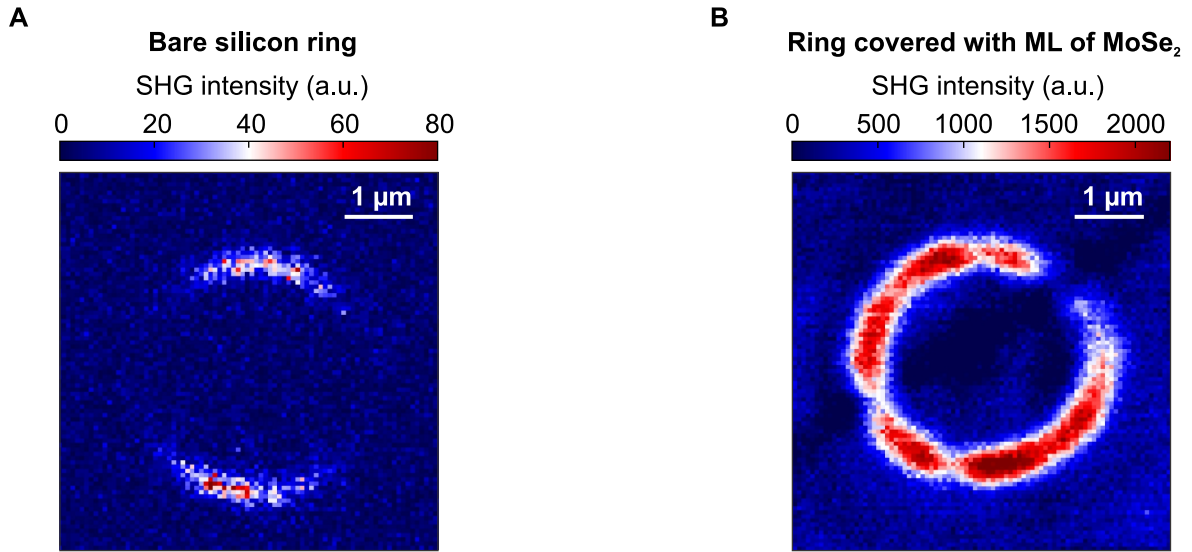 A
Bare silicon ring
SHG intensity (a.u.)
0 20 40 60 80
1 µm
B
Ring covered with ML of MoSe₂
SHG intensity (a.u.)
0 500 1000 1500 2000
1 µm